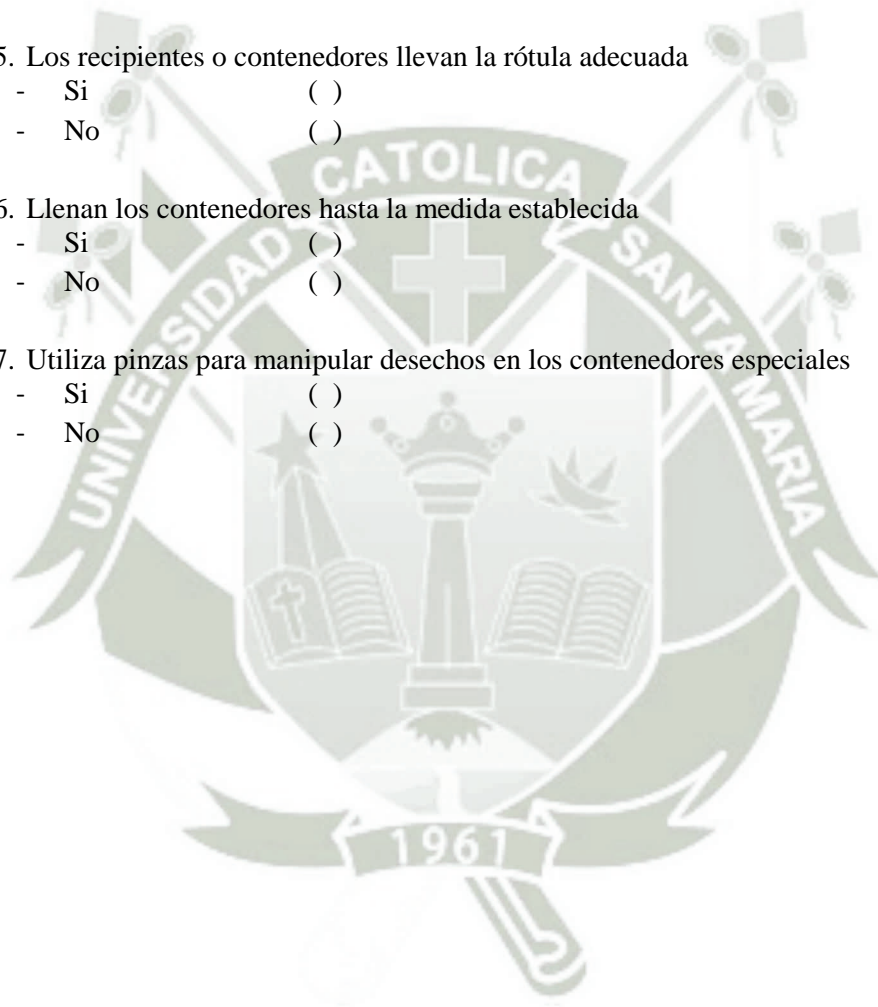 5. Los recipientes o contenedores llevan la rótula adecuada
- Si ( )
- No ( )
6. Llenan los contenedores hasta la medida establecida
- Si ( )
- No ( )
7. Utiliza pinzas para manipular desechos en los contenedores especiales
- Si ( )
- No ( )
UNIVERSIDAD CATOLICA SANTA MARIA
1961